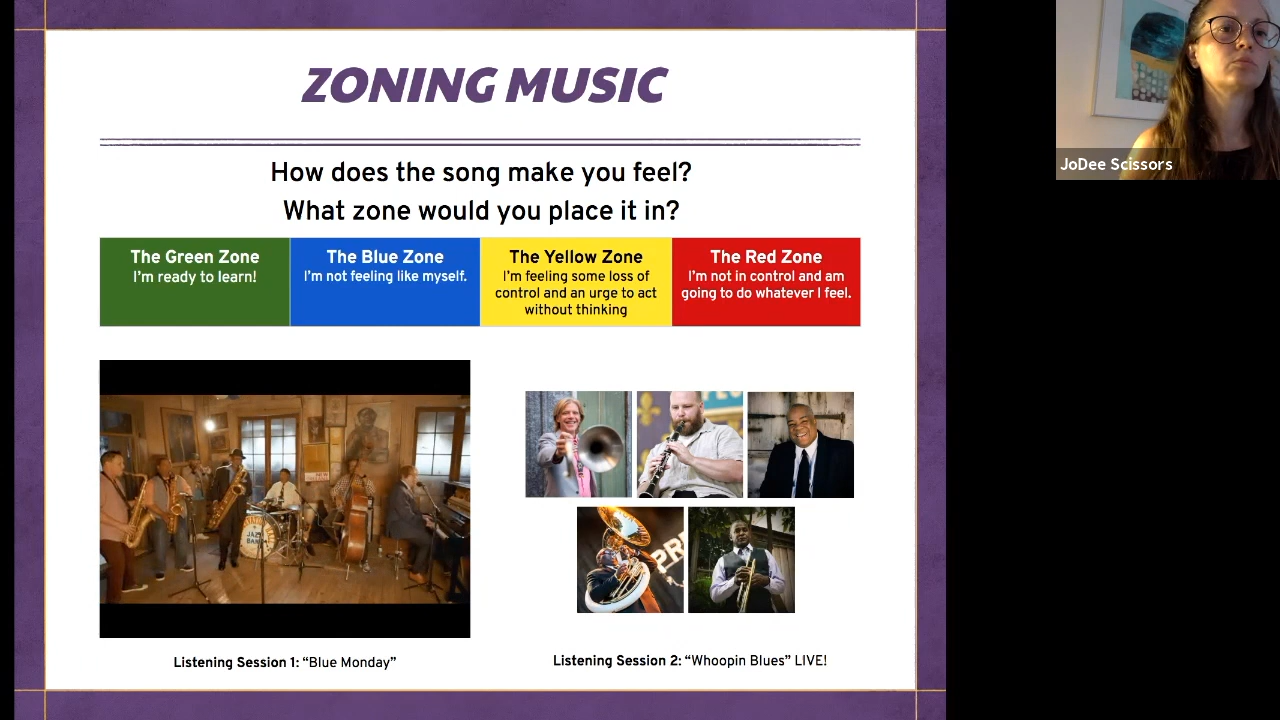 ZONING MUSIC
How does the song make you feel?
What zone would you place it in?
The Green Zone
I'm ready to learn!
The Blue Zone
I'm not feeling like myself.
The Yellow Zone
I'm feeling some loss of
control and an urge to act
without thinking
The Red Zone
I'm not in control and am
going to do whatever I feel.
JAZZ
BAND
PRE
Listening Session 1: “Blue Monday”
Listening Session 2: “Whoopin Blues” LIVE!
JoDee Scissors